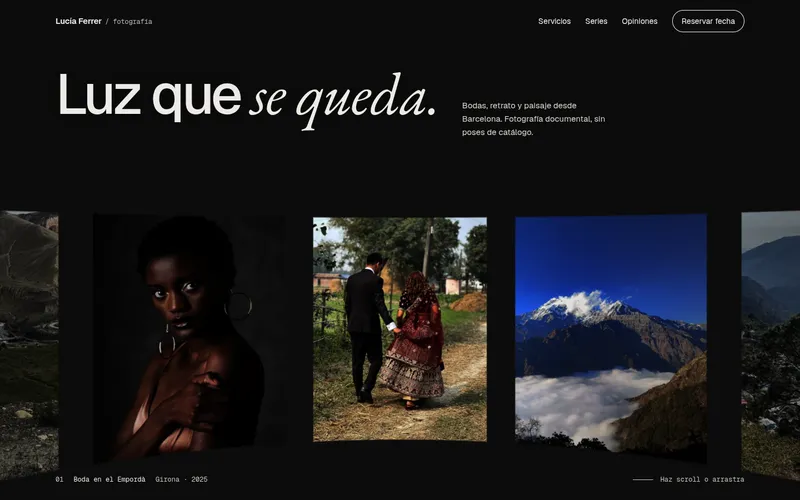 Lucía Ferrer / fotografía
Servicios
Series
Opiniones
Reservar fecha
Luz que se queda.
Bodas, retrato y paisaje desde
Barcelona. Fotografía documental, sin
poses de catálogo.
01 Boda en el Empordà Girona · 2025
Haz scroll o arrastra